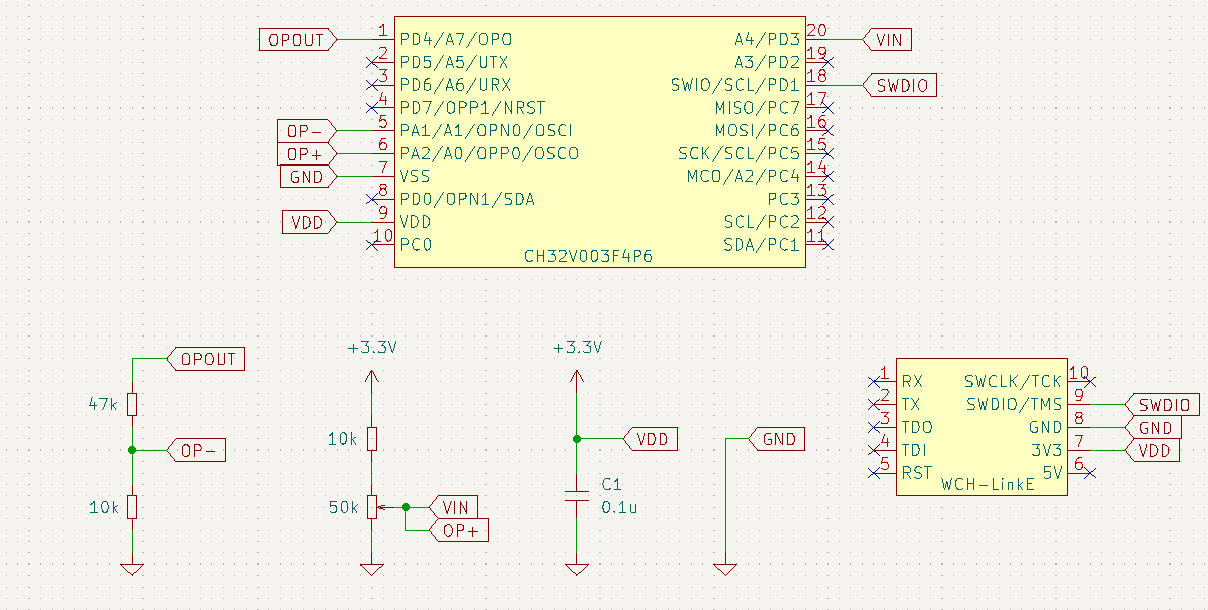 1 20
OPOUT PD4/A7/OPO A4/PD3 VIN
2 19
PD5/A5/UTX A3/PD2
3 18
PD6/A6/URX SWIO/SCL/PD1 SWDIO
4 17
PD7/OPP1/NRST MISO/PC7
5 16
OP- PA1/A1/OPN0/OSCI MOSI/PC6
6 15
OP+ PA2/A0/OPP0/OSCO SCK/SCL/PC5
7 14
GND VSS MCO/A2/PC4
8 13
PD0/OPN1/SDA PC3
9 12
VDD VDD SCL/PC2
10 11
PC0 SDA/PC1
CH32V003F4P6
OPOUT
47k
OP-
10k
+3.3V
10k
50k
VIN
OP+
+3.3V
VDD
C1
0.1u
GND
1 RX SWCLK/TCK 10
2 TX SWDIO/TMS 9 SWDIO
3 TDO GND 8 GND
4 TDI 3V3 7 VDD
5 RST 5V 6
WCH-LinkE